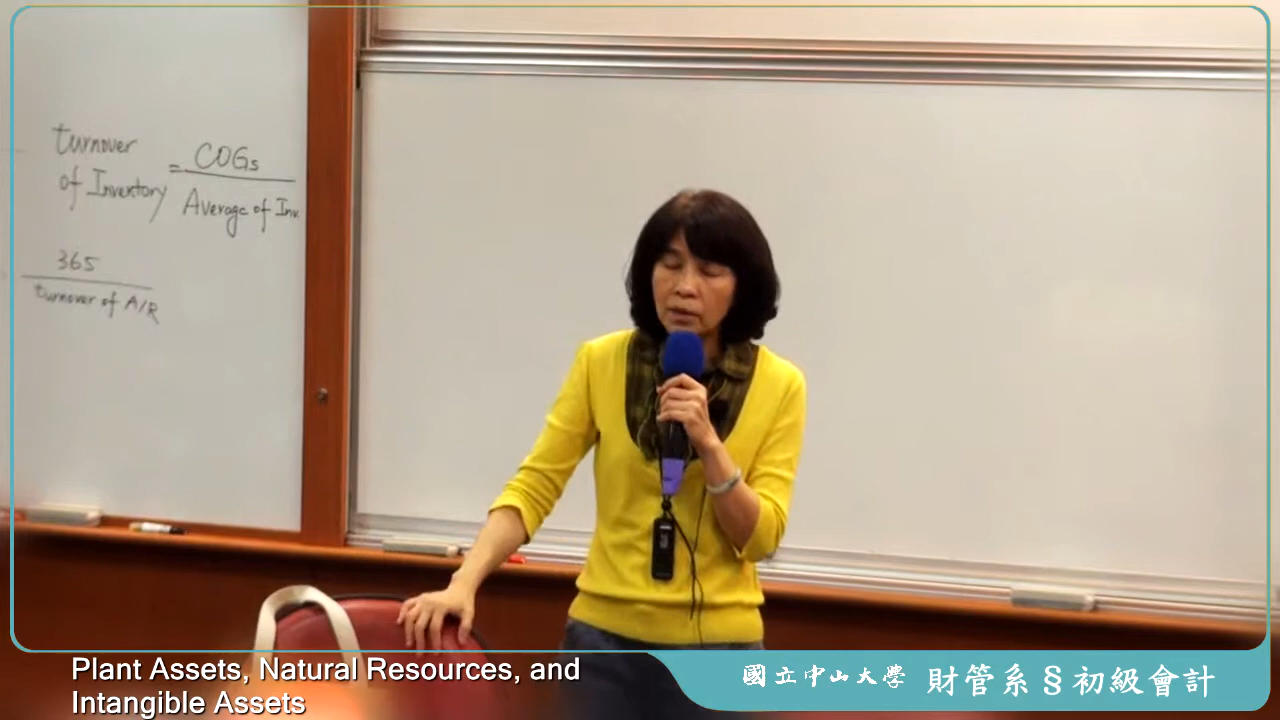 turnover
of Inventory
= COGs
Average of Inv
365
turnover of A/R
Plant Assets, Natural Resources, and
Intangible Assets
國立中山大學 財管系§初級會計